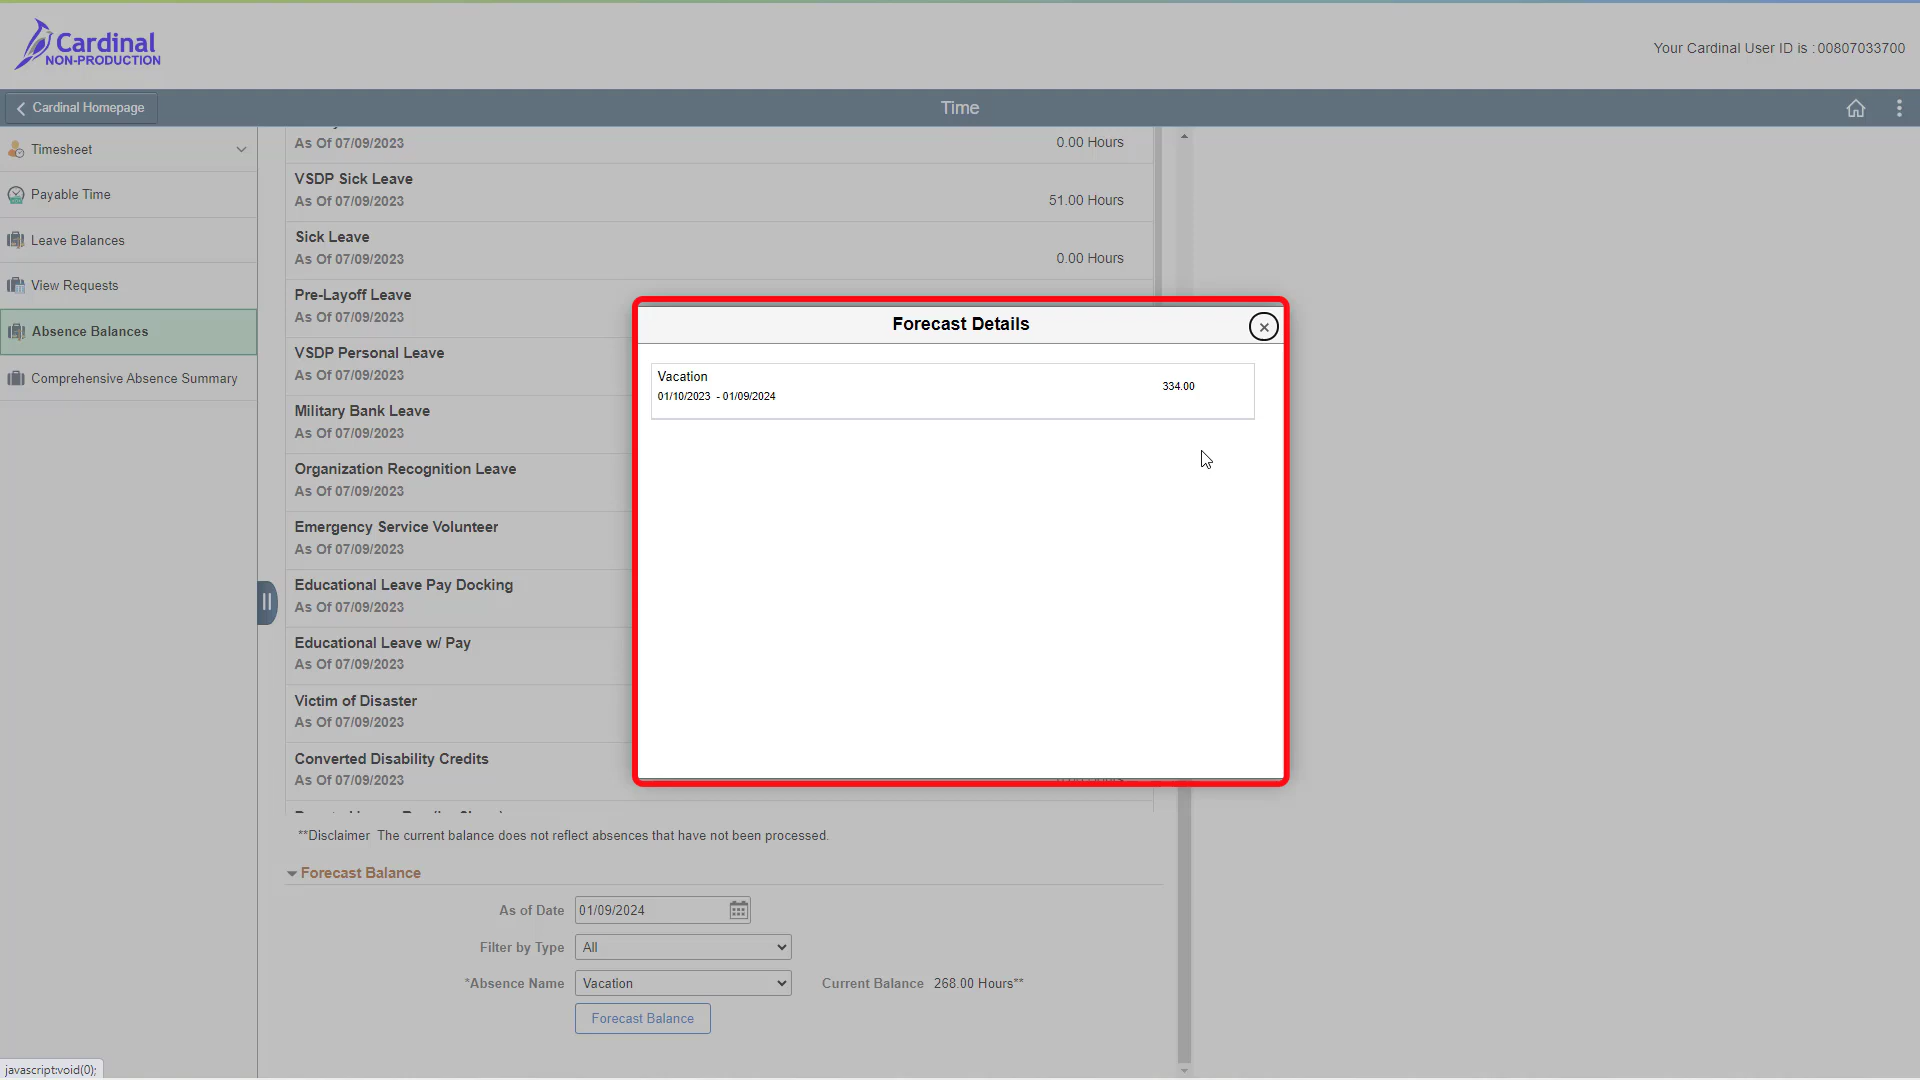 Cardinal
NON-PRODUCTION
Your Cardinal User ID is : 00807033700
Cardinal Homepage
Time
Timesheet
Payable Time
Leave Balances
View Requests
Absence Balances
Comprehensive Absence Summary
As Of 07/09/2023
0.00 Hours
VSDP Sick Leave
As Of 07/09/2023
51.00 Hours
Sick Leave
As Of 07/09/2023
0.00 Hours
Pre-Layoff Leave
As Of 07/09/2023
VSDP Personal Leave
As Of 07/09/2023
Military Bank Leave
As Of 07/09/2023
Organization Recognition Leave
As Of 07/09/2023
Emergency Service Volunteer
As Of 07/09/2023
Educational Leave Pay Docking
As Of 07/09/2023
Educational Leave w/ Pay
As Of 07/09/2023
Victim of Disaster
As Of 07/09/2023
Converted Disability Credits
As Of 07/09/2023
Forecast Details
Vacation
01/10/2023 - 01/09/2024
334.00
**Disclaimer The current balance does not reflect absences that have not been processed.
Forecast Balance
As of Date 01/09/2024
Filter by Type All
*Absence Name Vacation Current Balance 268.00 Hours**
Forecast Balance
javascript:void(0);